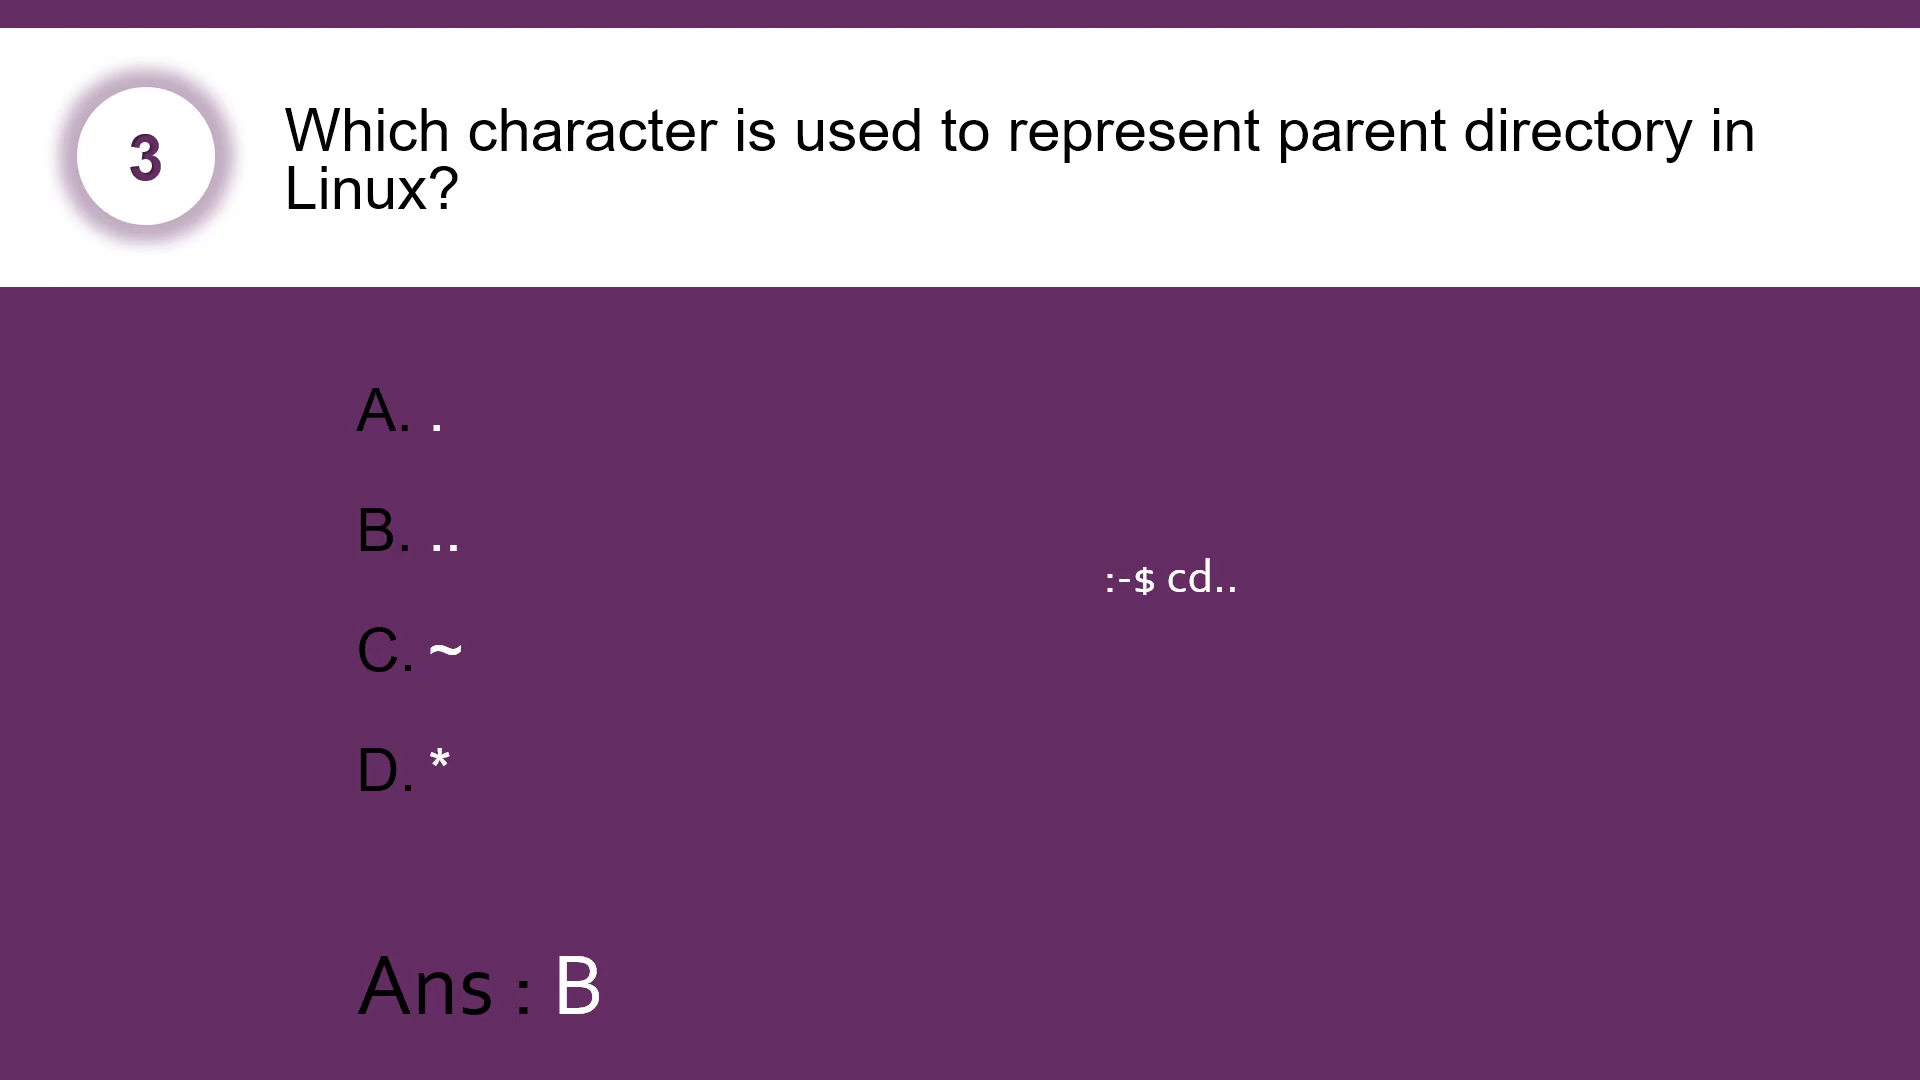 3
Which character is used to represent parent directory in
Linux?
A. .
B. ..
C. ~
D. *
:-$ cd..
Ans : B